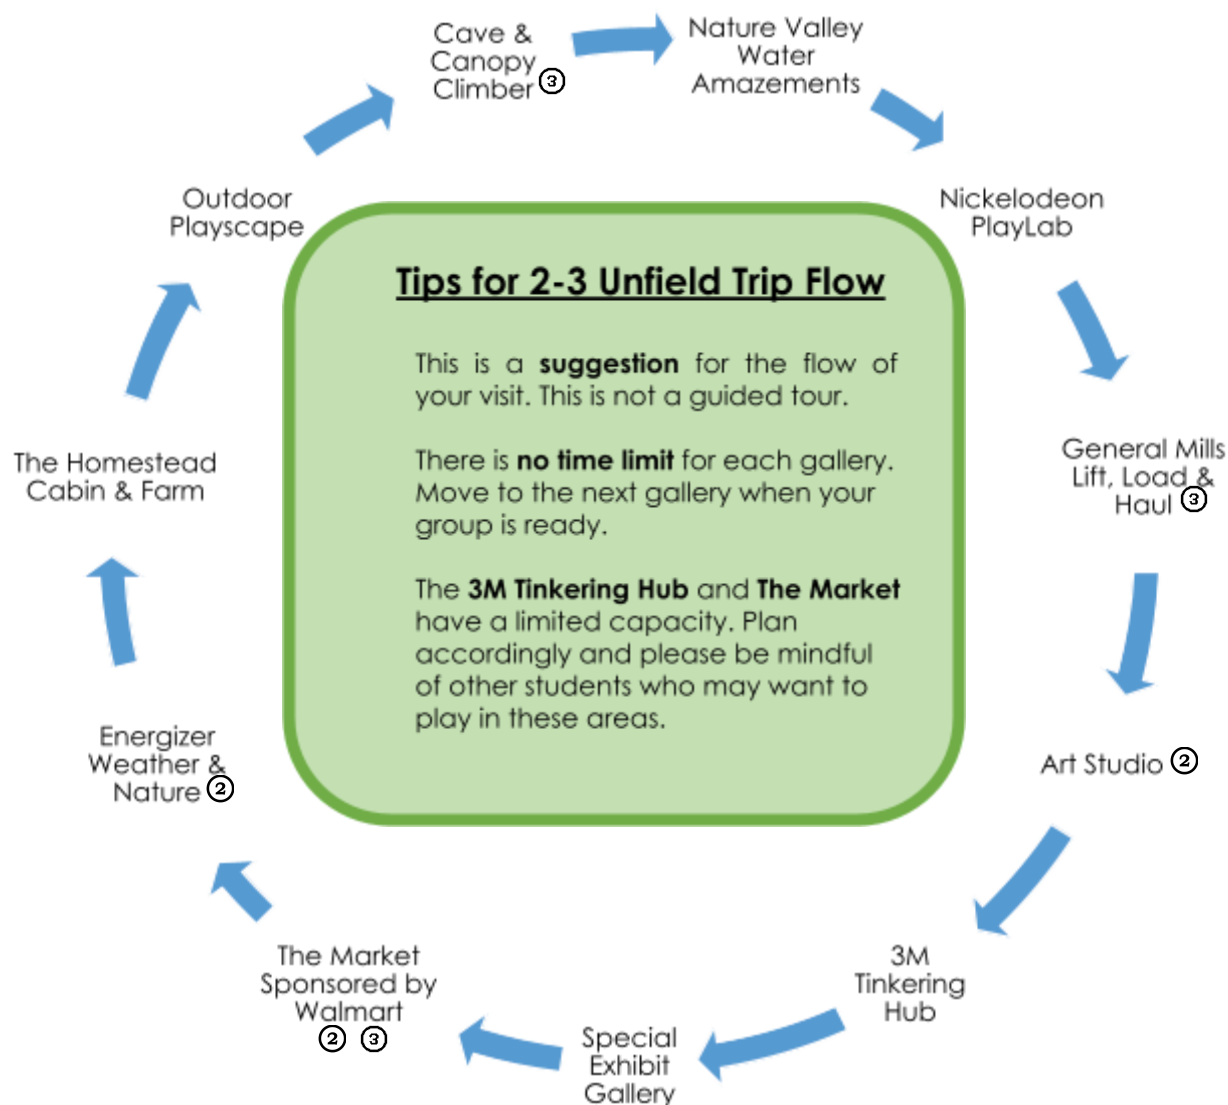 Cave &
Canopy
Climber ③
Nature Valley
Water
Amazements
Nickelodeon
PlayLab
General Mills
Lift, Load &
Haul ③
Art Studio ②
3M
Tinkering
Hub
Special
Exhibit
Gallery
The Market
Sponsored by
Walmart
② ③
Energizer
Weather &
Nature ②
The Homestead
Cabin & Farm
Outdoor
Playscape
Tips for 2-3 Unfield Trip Flow
This is a suggestion for the flow of
your visit. This is not a guided tour.
There is no time limit for each gallery.
Move to the next gallery when your
group is ready.
The 3M Tinkering Hub and The Market
have a limited capacity. Plan
accordingly and please be mindful
of other students who may want to
play in these areas.